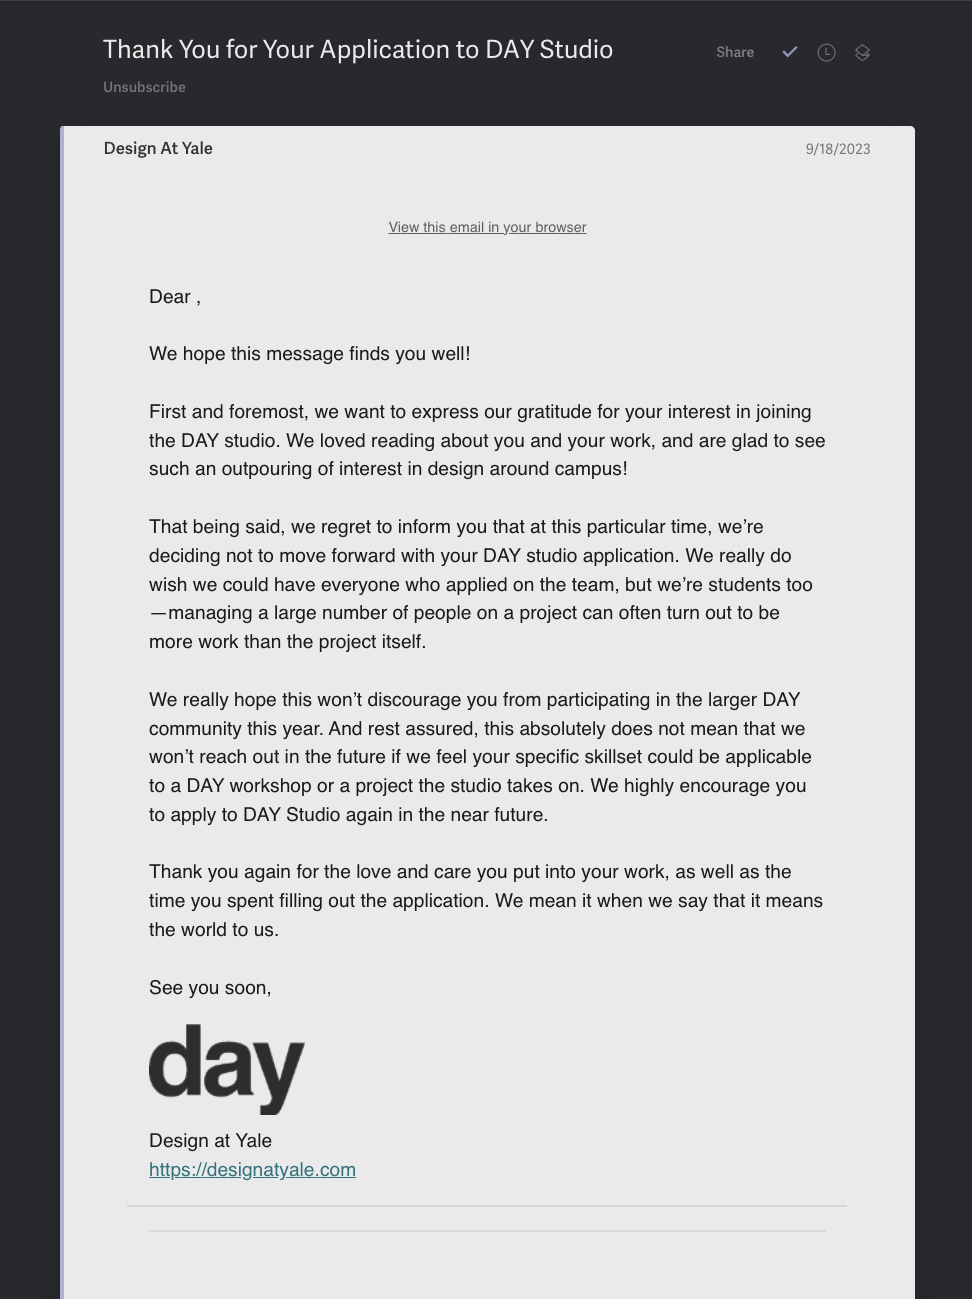 Thank You for Your Application to DAY Studio
Share
Unsubscribe
Design At Yale
9/18/2023
View this email in your browser
Dear ,
We hope this message finds you well!
First and foremost, we want to express our gratitude for your interest in joining
the DAY studio. We loved reading about you and your work, and are glad to see
such an outpouring of interest in design around campus!
That being said, we regret to inform you that at this particular time, we’re
deciding not to move forward with your DAY studio application. We really do
wish we could have everyone who applied on the team, but we’re students too
—managing a large number of people on a project can often turn out to be
more work than the project itself.
We really hope this won’t discourage you from participating in the larger DAY
community this year. And rest assured, this absolutely does not mean that we
won’t reach out in the future if we feel your specific skillset could be applicable
to a DAY workshop or a project the studio takes on. We highly encourage you
to apply to DAY Studio again in the near future.
Thank you again for the love and care you put into your work, as well as the
time you spent filling out the application. We mean it when we say that it means
the world to us.
See you soon,
day
Design at Yale
https://designatyale.com